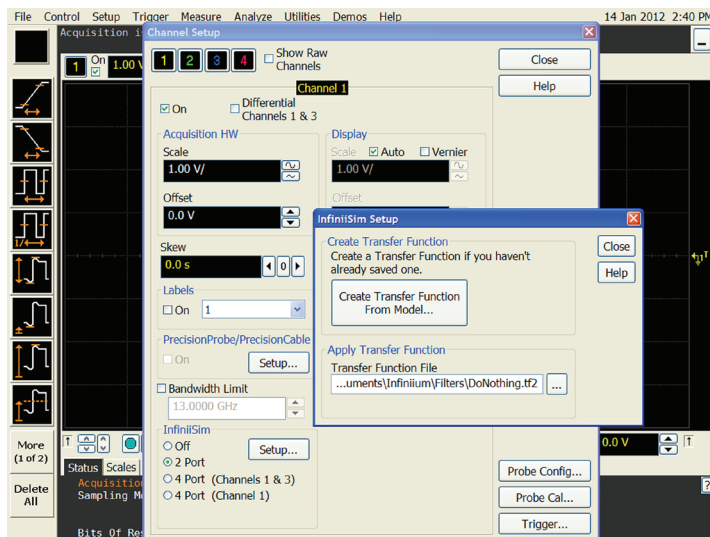 File Control Setup Trigger Measure Analyze Utilities Demos Help 14 Jan 2012 2:40 PM
Acquisition i
Channel Setup
1 On 1.00 V
1 2 3 4 Show Raw Channels
Close
Help
Channel 1
On
Differential
Channels 1 & 3
Acquisition HW
Scale
1.00 V/
Offset
0.0 V
Display
Scale Auto Vernier
1.00 V/
Offset
Skew
0.0 s
0
Labels
On 1
PrecisionProbe/PrecisionCable
On Setup...
Bandwidth Limit
13.0000 GHz
InfiniiSim
Off Setup...
2 Port
4 Port (Channels 1 & 3)
4 Port (Channel 1)
InfiniiSim Setup
Create Transfer Function
Create a Transfer Function if you haven't
already saved one.
Create Transfer Function
From Model...
Close
Help
Apply Transfer Function
Transfer Function File
...uments\Infiniium\Filters\DoNothing.tf2 ...
T
0.0 V
T
Probe Config...
Probe Cal...
Trigger...
?
1/
More
(1 of 2)
Delete
All
T
Status Scales
Acquisition
Sampling M
Bits Of Re